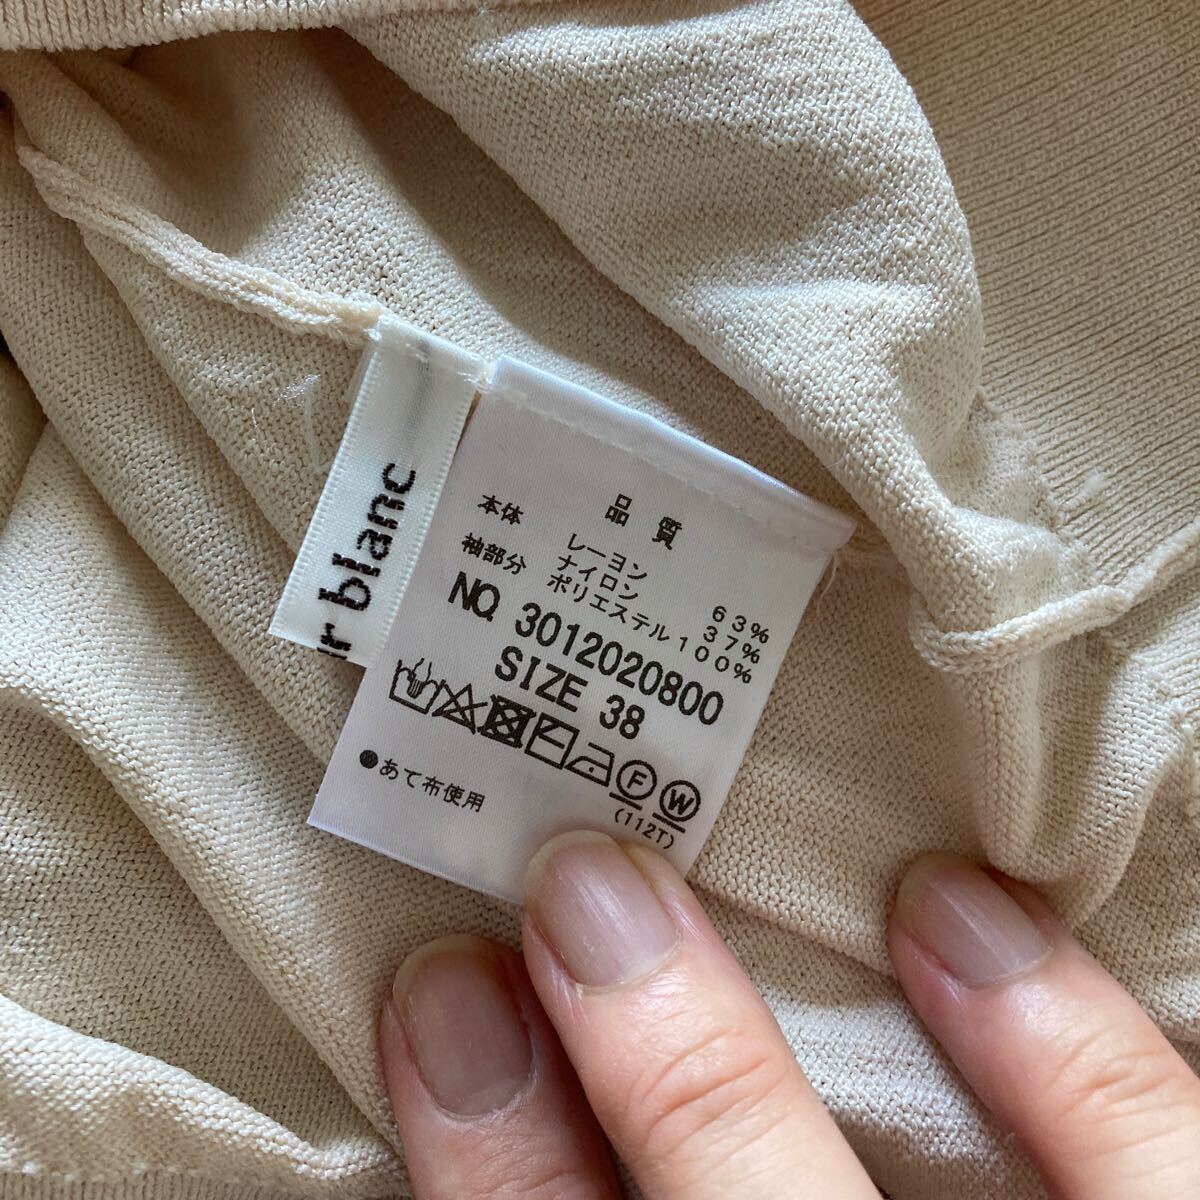 ur blanc
品質
本体 レーヨン 63%
ナイロン 37%
袖部分 ポリエステル100%
NO. 3012020800
SIZE 38
F W
●あて布使用
(112T)